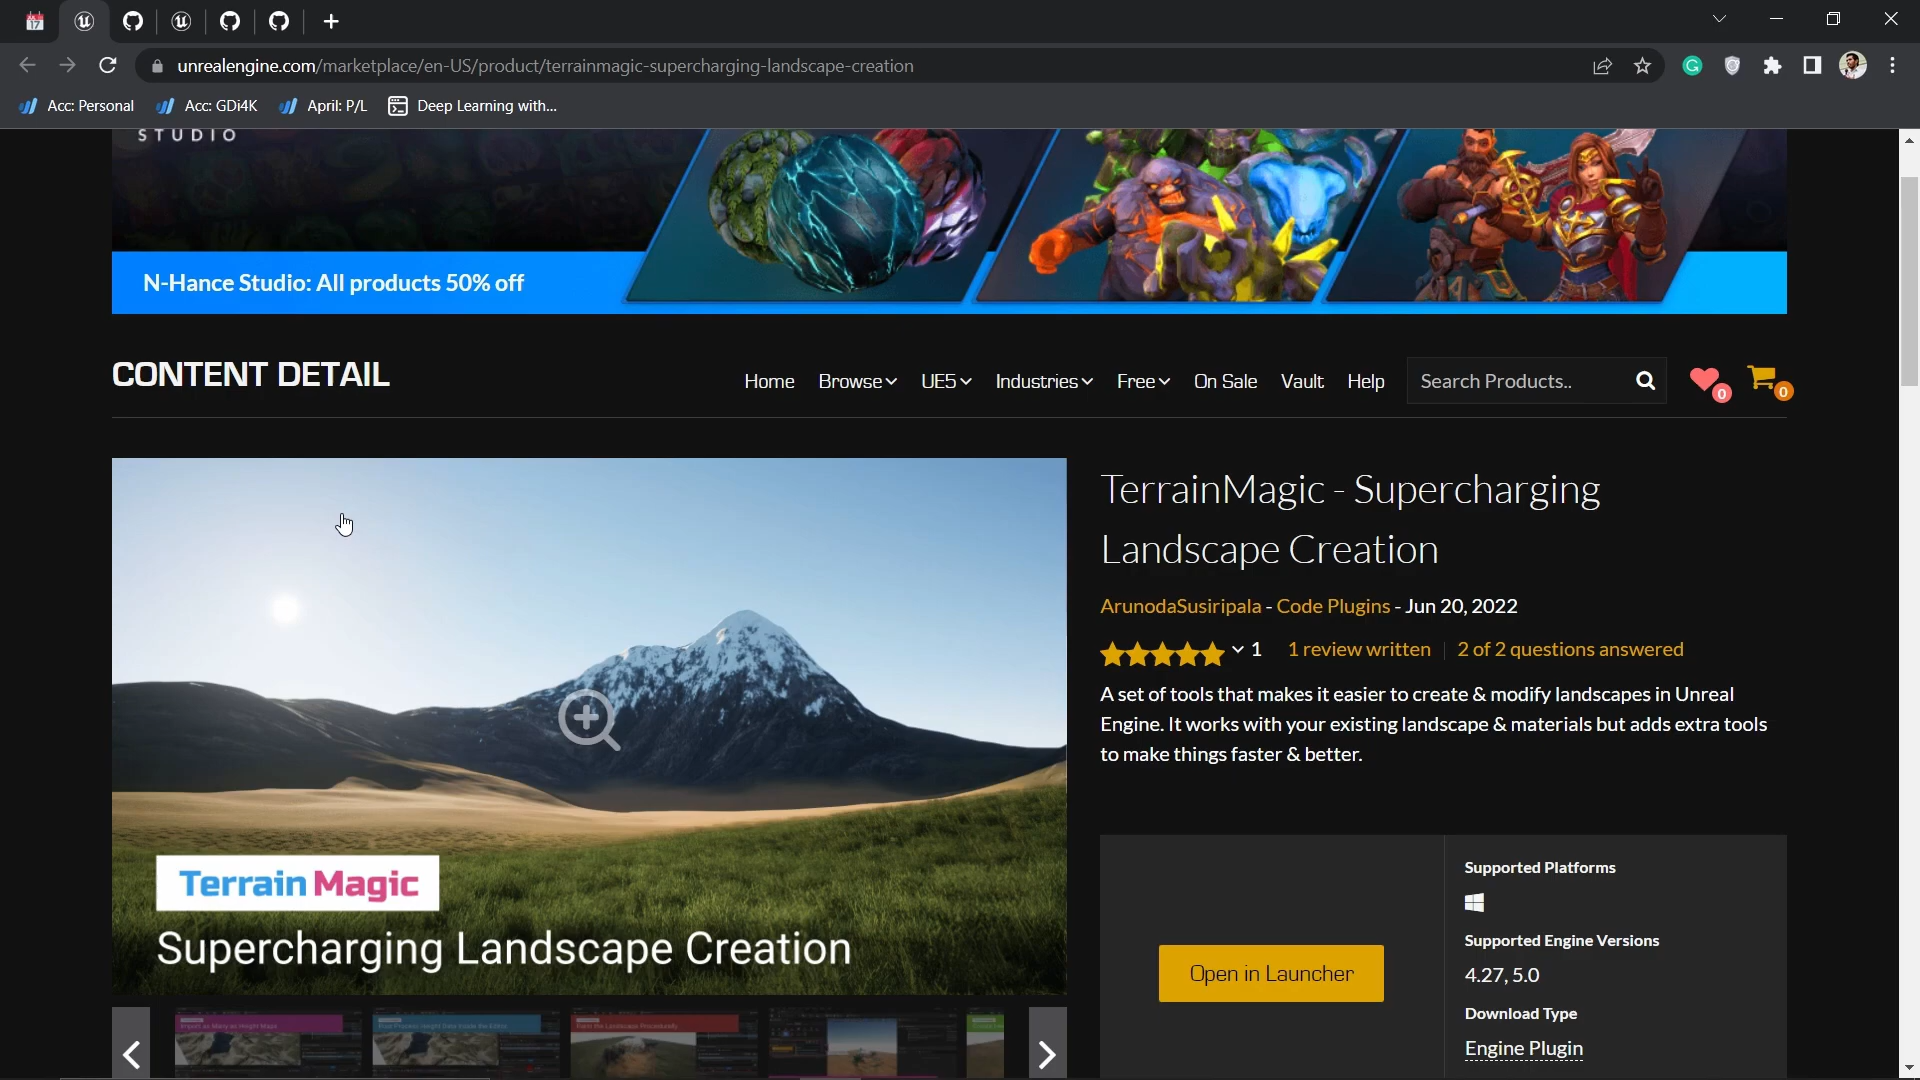 17
unrealengine.com/marketplace/en-US/product/terrainmagic-supercharging-landscape-creation
Acc: Personal
Acc: GDi4K
April: P/L
Deep Learning with...
STUDIO
N-Hance Studio: All products 50% off
CONTENT DETAIL
Home
Browse
UE5
Industries
Free
On Sale
Vault
Help
Search Products..
0
0
TerrainMagic - Supercharging
Landscape Creation
ArunodaSusiripala - Code Plugins - Jun 20, 2022
1
1 review written
2 of 2 questions answered
A set of tools that makes it easier to create & modify landscapes in Unreal
Engine. It works with your existing landscape & materials but adds extra tools
to make things faster & better.
Terrain Magic
Supercharging Landscape Creation
Open in Launcher
Supported Platforms
Supported Engine Versions
4.27, 5.0
Download Type
Engine Plugin